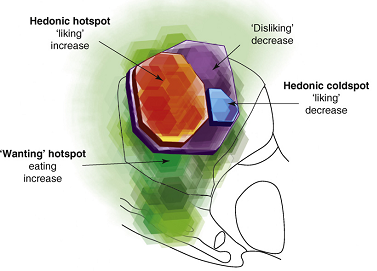 Hedonic hotspot
'liking'
increase
'Disliking'
decrease
Hedonic coldspot
'liking'
decrease
'Wanting' hotspot
eating
increase